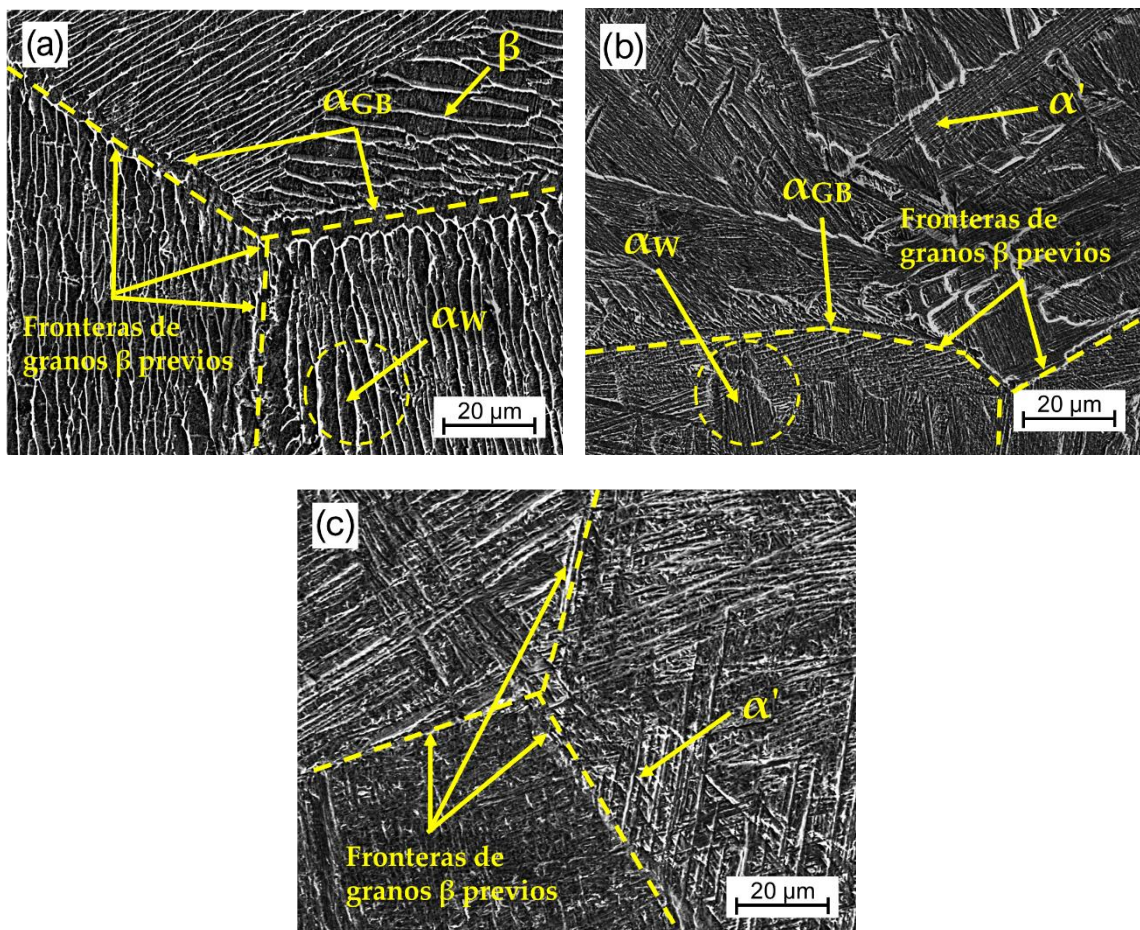 (a)
β
αGB
Fronteras de
granos β previos
αW
20 µm
(b)
α'
αGB
Fronteras de
granos β previos
αW
20 µm
(c)
α'
Fronteras de
granos β previos
20 µm